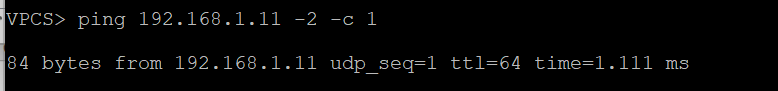 VPCS> ping 192.168.1.11 -2 -c 1
84 bytes from 192.168.1.11 udp_seq=1 ttl=64 time=1.111 ms